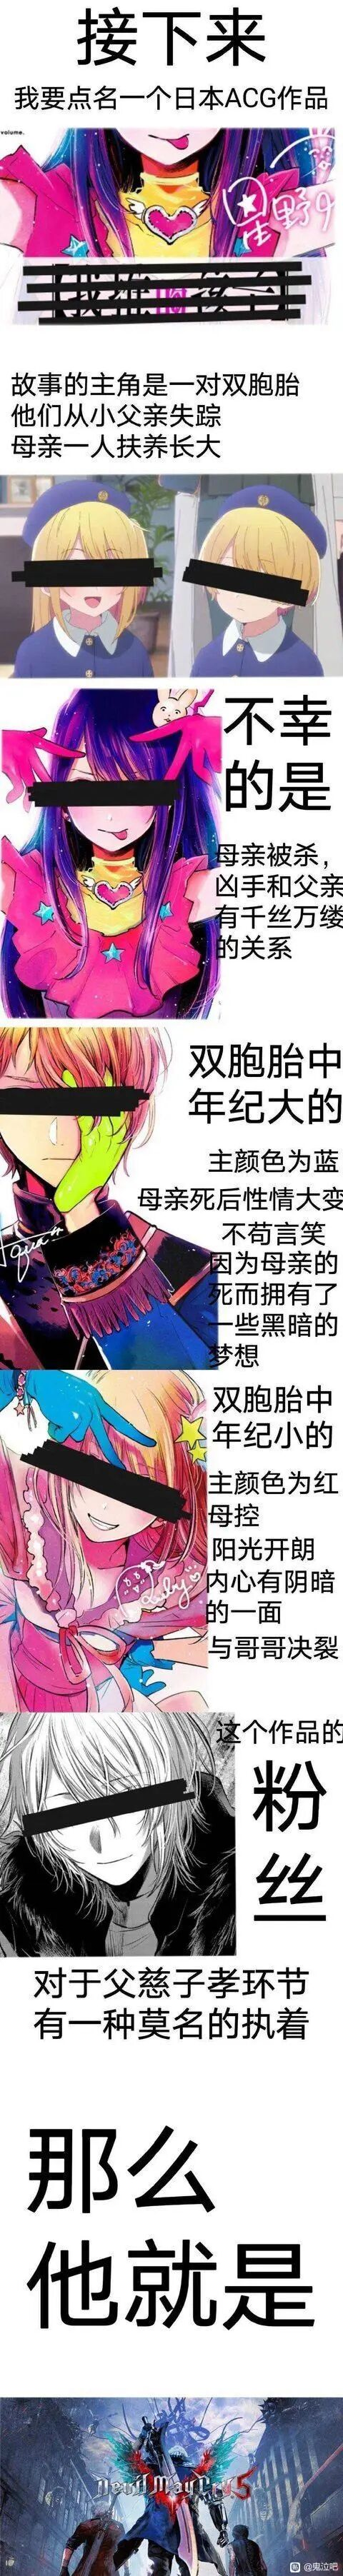 接下来
我要点名一个日本ACG作品
volume.
星野
故事的主角是一对双胞胎
他们从小父亲失踪
母亲一人扶养长大
不幸
的是
母亲被杀，
凶手和父亲
有千丝万缕
的关系
双胞胎中
年纪大的
主颜色为蓝
母亲死后性情大变
不苟言笑
因为母亲的
死而拥有了
一些黑暗的
梦想
Aqua
双胞胎中
年纪小的
主颜色为红
母控
阳光开朗
内心有阴暗
的一面
与哥哥决裂
Ruby
这个作品的
粉
丝
对于父慈子孝环节
有一种莫名的执着
那么
他就是
Devil May Cry 5
@鬼泣吧